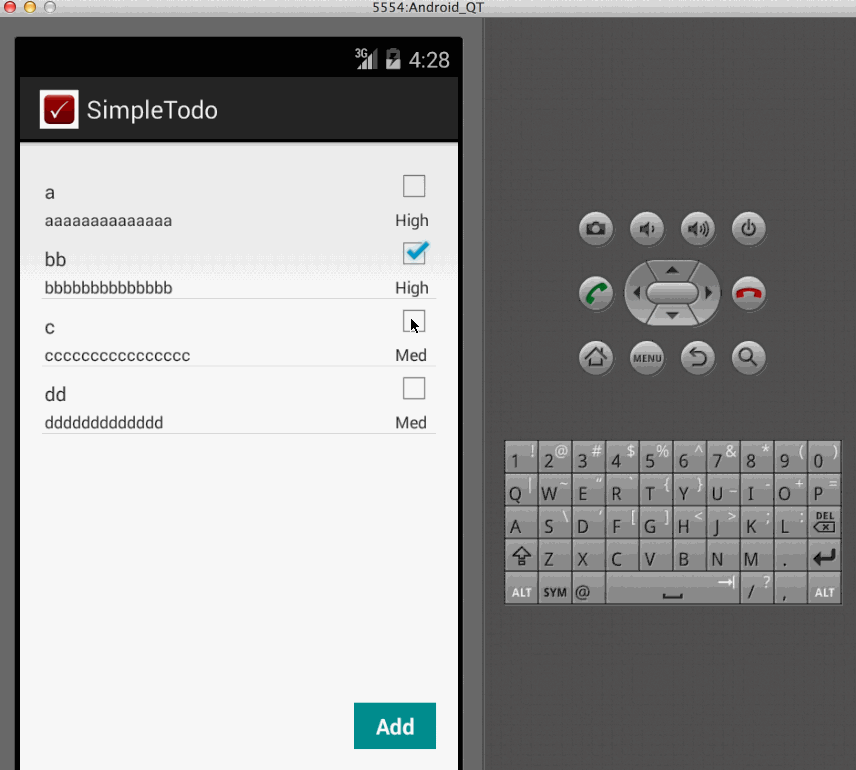 5554:Android_QT
3G 4:28
SimpleTodo
a
aaaaaaaaaaaaaa High
bb
bbbbbbbbbbbbbb High
c
cccccccccccccccc Med
dd
ddddddddddddd Med
Add
MENU
1 ! 2 @ 3 # 4 $ 5 % 6 ^ 7 & 8 * 9 ( 0 )
Q | W ~ E " R ` T { Y } U _ I - O + P =
A S \ D ' F [ G ] H < J > K ; L : DEL
Z X C V B N M .
ALT SYM @ / ? , ALT